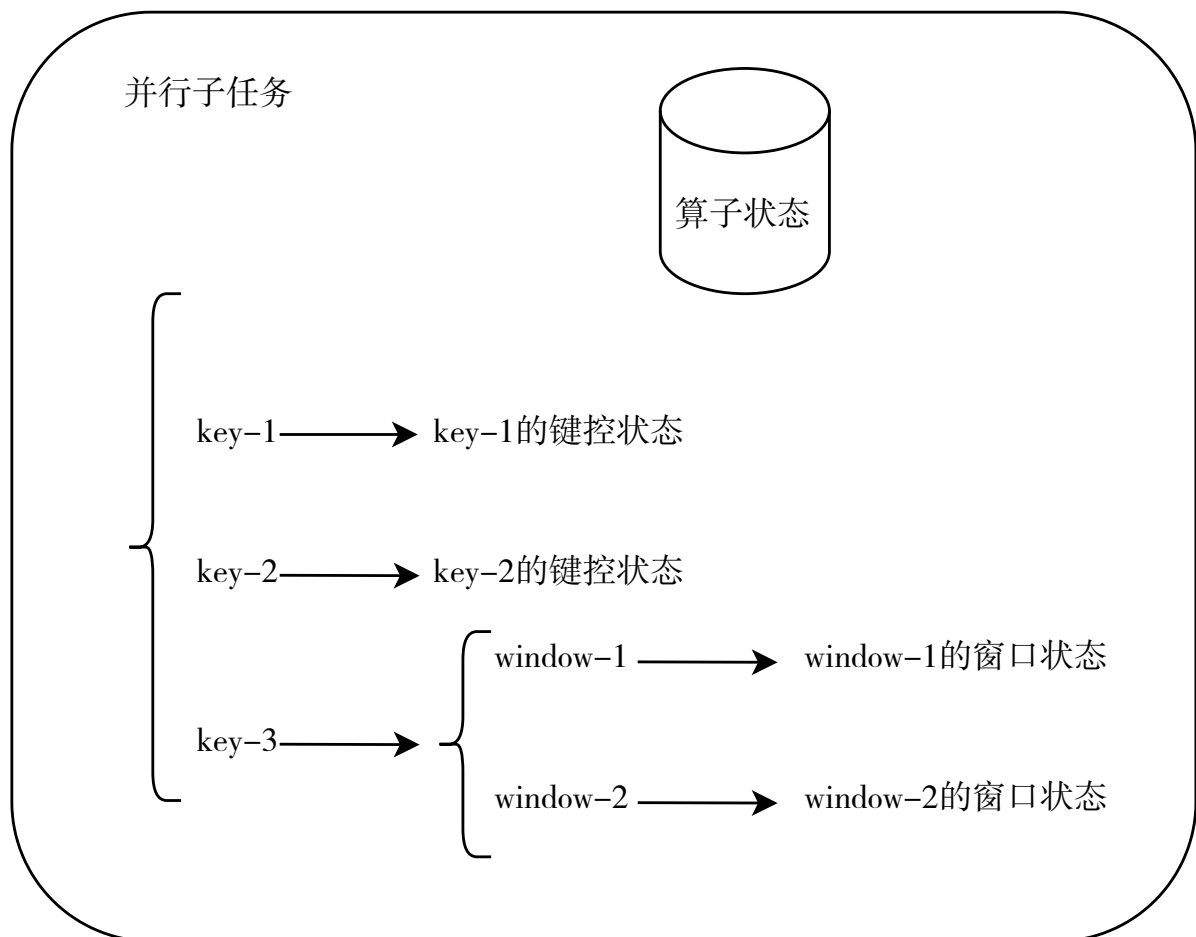 并行子任务
算子状态
key-1
key-1的键控状态
key-2
key-2的键控状态
key-3
window-1
window-1的窗口状态
window-2
window-2的窗口状态